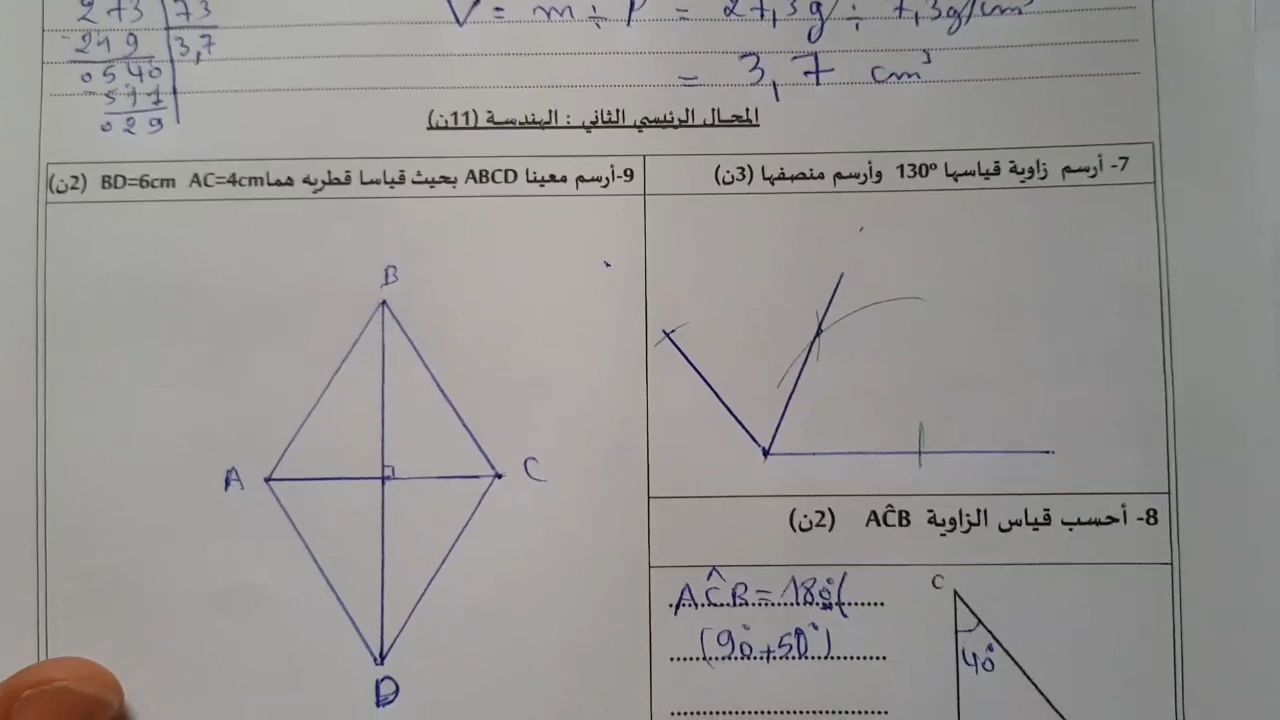 273 73
V = m ÷ P = 27,3g ÷ 7,3g/cm³
219 3,7
0540
= 3,7 cm³
511
029
المجال الرئيسي الثاني : الهندسة (11ن)
7- أرسم زاوية قياسها 130° وأرسم منصفها (3ن)
9-أرسم معينا ABCD بحيث قياسا قطريه هماBD=6cm AC=4cm (2ن)
B
A
C
D
8- أحسب قياس الزاوية AĈB (2ن)
AĈB = 180°(
(90°+50°)
C
40°